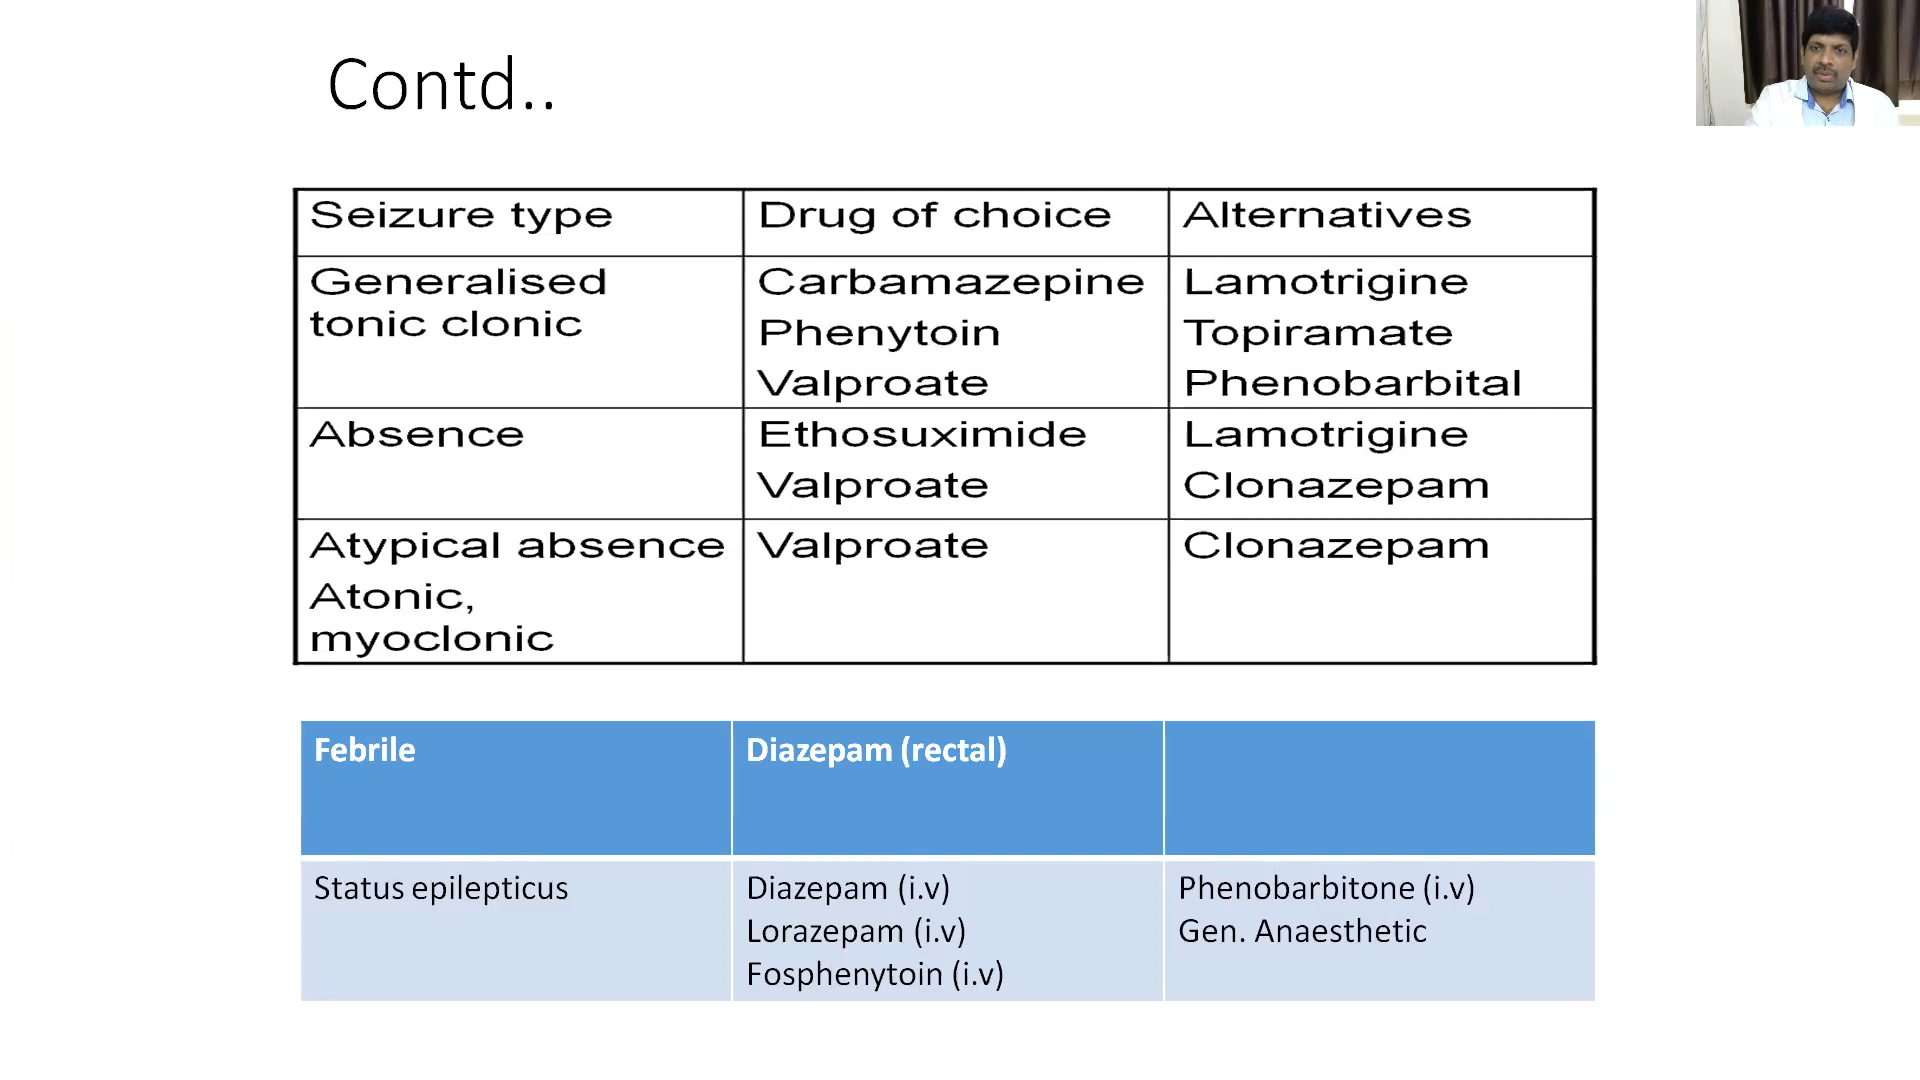 Contd..
Seizure type
Drug of choice
Alternatives
Generalised
tonic clonic
Carbamazepine
Phenytoin
Valproate
Lamotrigine
Topiramate
Phenobarbital
Absence
Ethosuximide
Valproate
Lamotrigine
Clonazepam
Atypical absence
Atonic,
myoclonic
Valproate
Clonazepam
Febrile
Diazepam (rectal)
Status epilepticus
Diazepam (i.v)
Lorazepam (i.v)
Fosphenytoin (i.v)
Phenobarbitone (i.v)
Gen. Anaesthetic